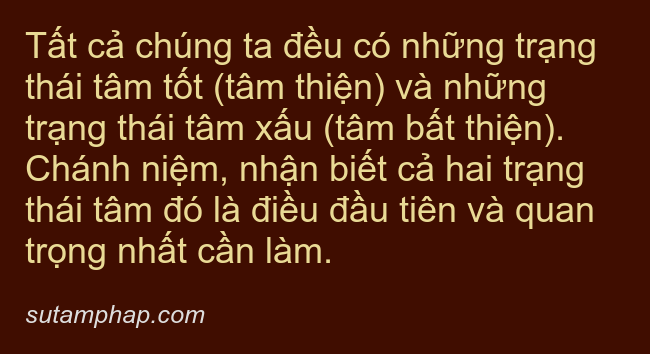 Tất cả chúng ta đều có những trạng
thái tâm tốt (tâm thiện) và những
trạng thái tâm xấu (tâm bất thiện).
Chánh niệm, nhận biết cả hai trạng
thái tâm đó là điều đầu tiên và quan
trọng nhất cần làm.
sutamphap.com